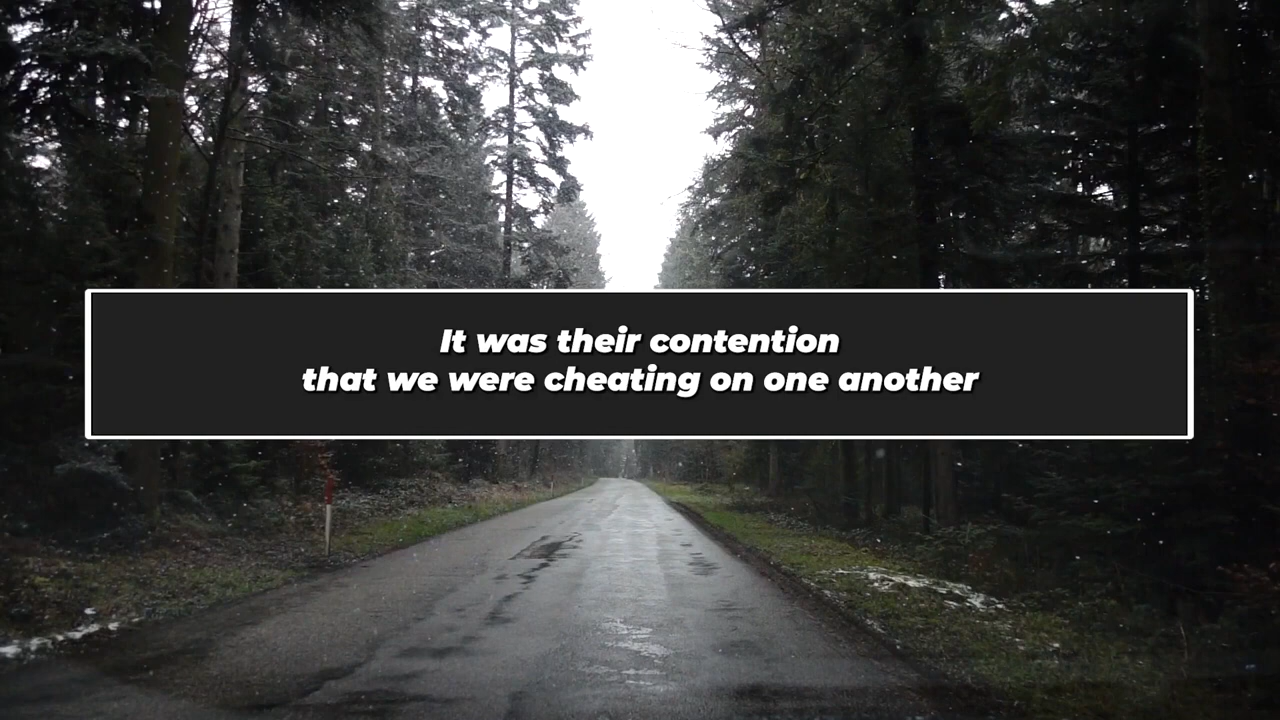 It was their contention
that we were cheating on one another